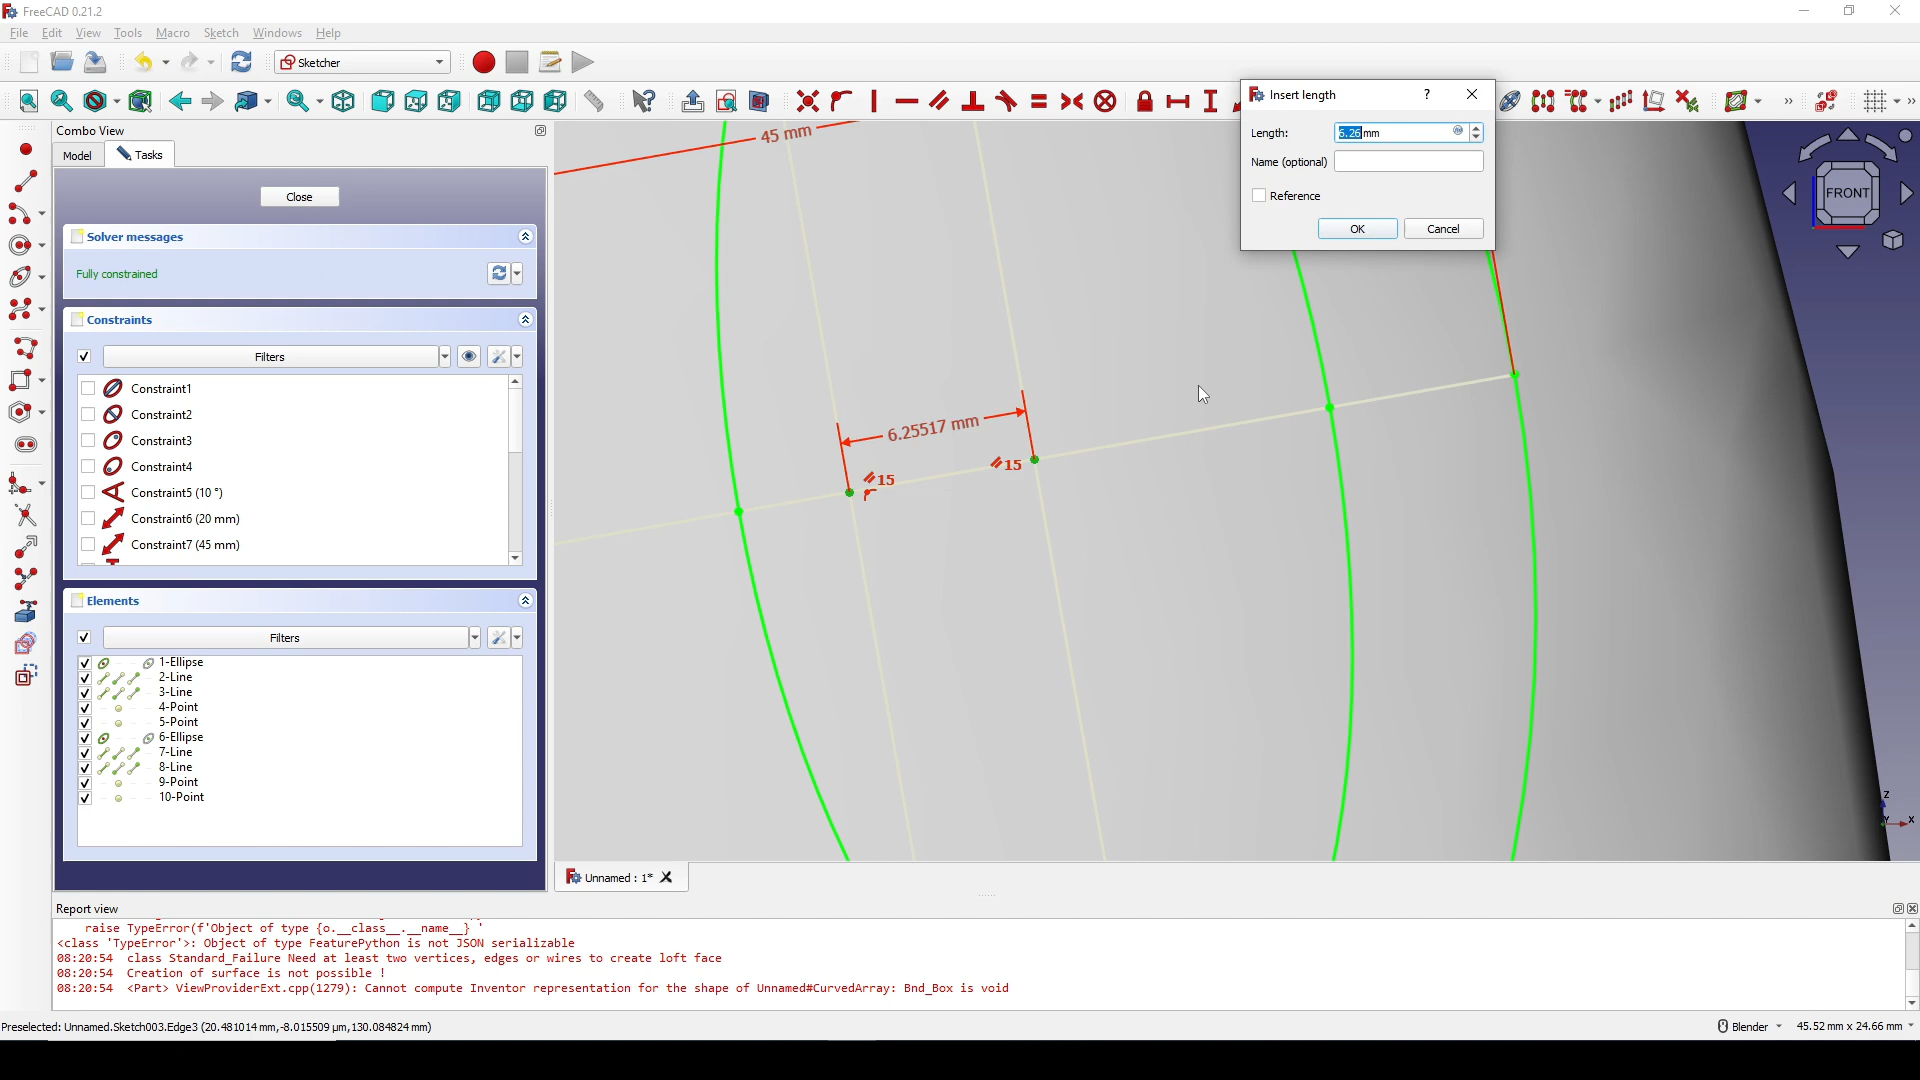 FreeCAD 0.21.2
File Edit View Tools Macro Sketch Windows Help
Sketcher
Combo View
Model Tasks
Close
Solver messages
Fully constrained
Constraints
Filters
Constraint1
Constraint2
Constraint3
Constraint4
Constraint5 (10 °)
Constraint6 (20 mm)
Constraint7 (45 mm)
Elements
Filters
1-Ellipse
2-Line
3-Line
4-Point
5-Point
6-Ellipse
7-Line
8-Line
9-Point
10-Point
45 mm
6.25517 mm
15
15
Insert length
?
Length: 6.26 mm
Name (optional)
Reference
OK Cancel
FRONT
Z
Y
X
Unnamed : 1*
Report view
raise TypeError(f'Object of type {o.__class__.__name__} '
<class 'TypeError'>: Object of type FeaturePython is not JSON serializable
08:20:54 class Standard_Failure Need at least two vertices, edges or wires to create loft face
08:20:54 Creation of surface is not possible !
08:20:54 <Part> ViewProviderExt.cpp(1279): Cannot compute Inventor representation for the shape of Unnamed#CurvedArray: Bnd_Box is void
Preselected: Unnamed.Sketch003.Edge3 (20.481014 mm,-8.015509 µm,130.084824 mm)
Blender
45.52 mm x 24.66 mm